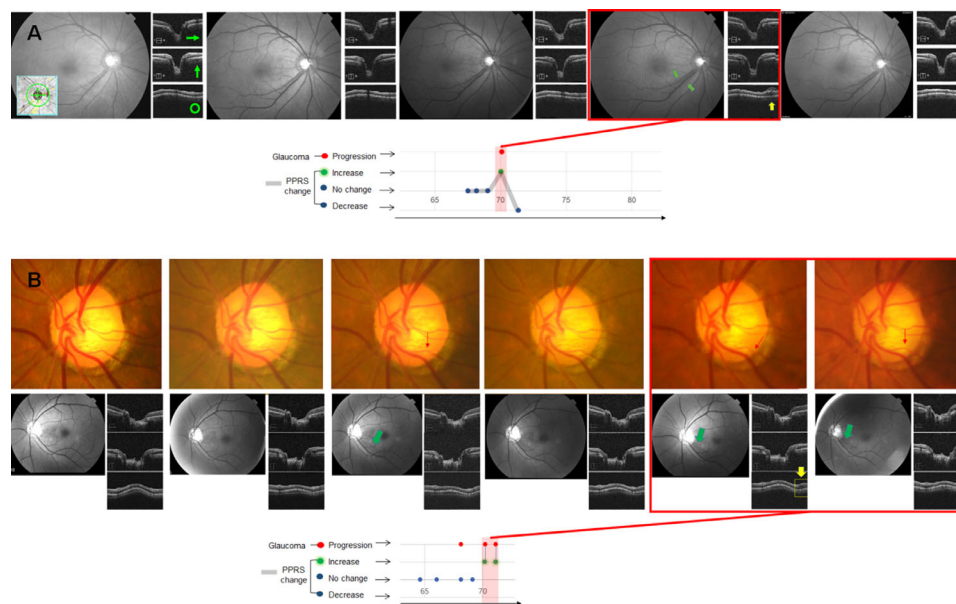 A
Glaucoma Progression
PPRS change Increase
No change
Decrease
65 70 75 80
B
Glaucoma Progression
PPRS change Increase
No change
Decrease
65 70